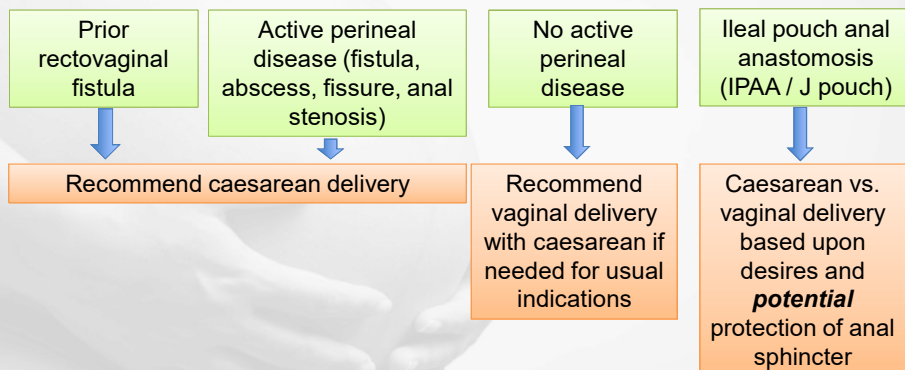 Prior
rectovaginal
fistula
Active perineal
disease (fistula,
abscess, fissure, anal
stenosis)
No active
perineal
disease
Ileal pouch anal
anastomosis
(IPAA / J pouch)
Recommend caesarean delivery
Recommend
vaginal delivery
with caesarean if
needed for usual
indications
Caesarean vs.
vaginal delivery
based upon
desires and
potential
protection of anal
sphincter